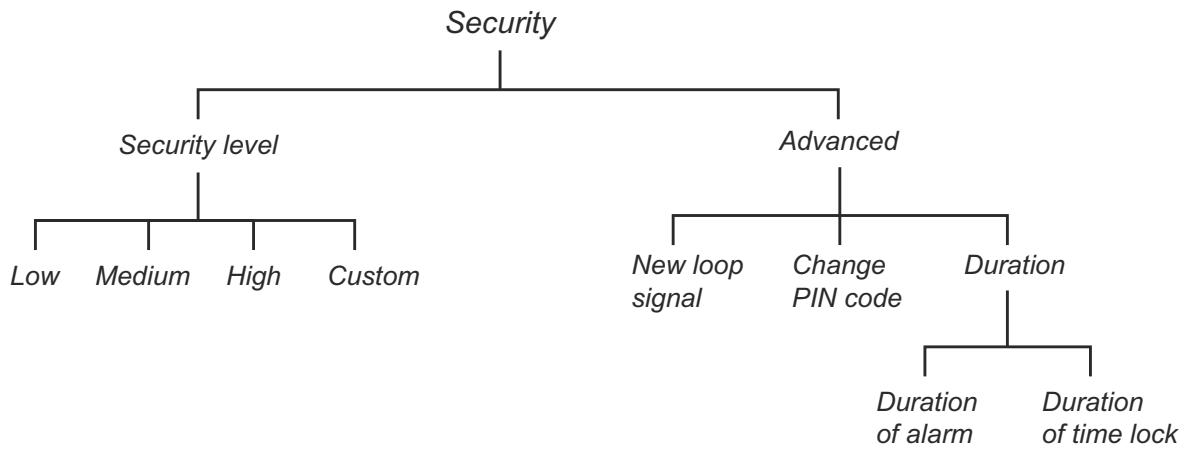 Security
Security level
Advanced
Low
Medium
High
Custom
New loop
signal
Change
PIN code
Duration
Duration
of alarm
Duration
of time lock